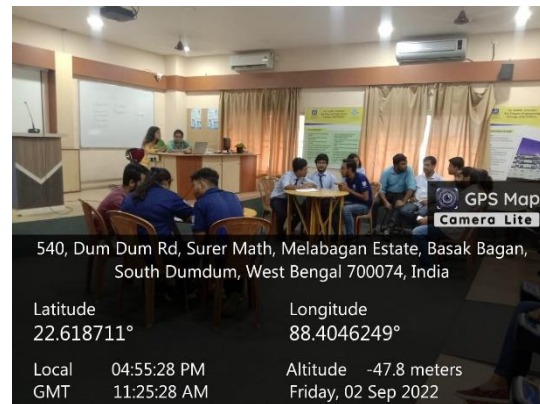 GPS Map
Camera Lite
540, Dum Dum Rd, Surer Math, Melabagan Estate, Basak Bagan,
South Dumdum, West Bengal 700074, India
Latitude
22.618711°
Longitude
88.4046249°
Local 04:55:28 PM
GMT 11:25:28 AM
Altitude -47.8 meters
Friday, 02 Sep 2022